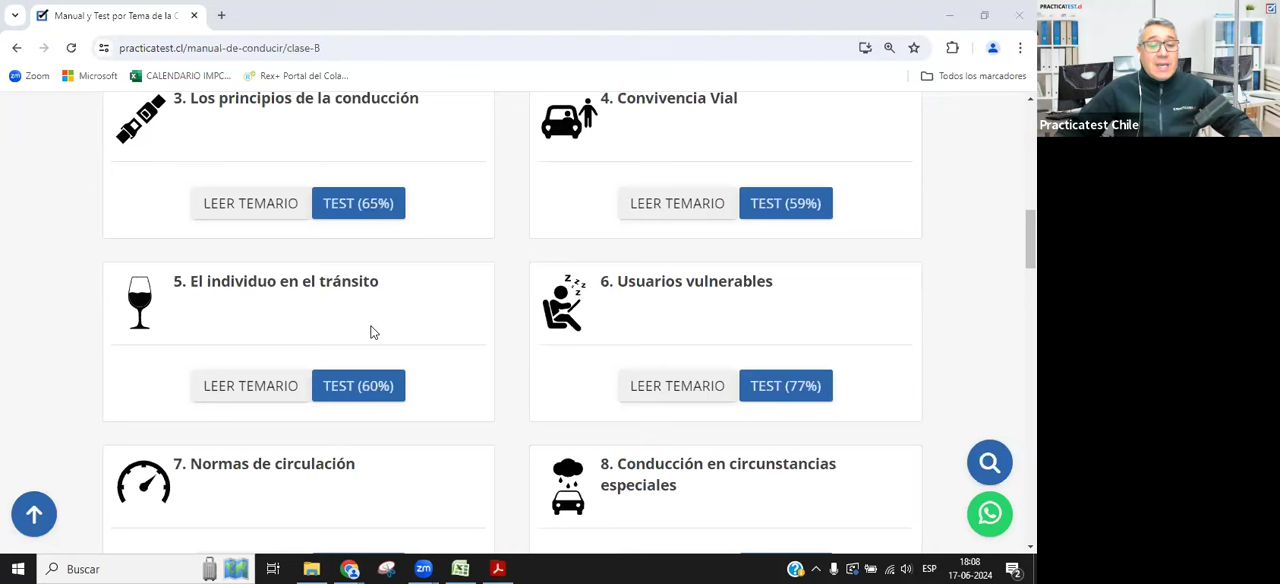 Manual y Test por Tema de la C
practicatest.cl/manual-de-conducir/clase-B
Zoom
Microsoft
CALENDARIO IMPC...
Rex+ Portal del Cola...
Todos los marcadores
PRACTICATEST.cl
Practicatest Chile
3. Los principios de la conducción
LEER TEMARIO
TEST (65%)
4. Convivencia Vial
LEER TEMARIO
TEST (59%)
5. El individuo en el tránsito
LEER TEMARIO
TEST (60%)
6. Usuarios vulnerables
LEER TEMARIO
TEST (77%)
7. Normas de circulación
8. Conducción en circunstancias
especiales
Buscar
ESP
18:08
17-06-2024
2